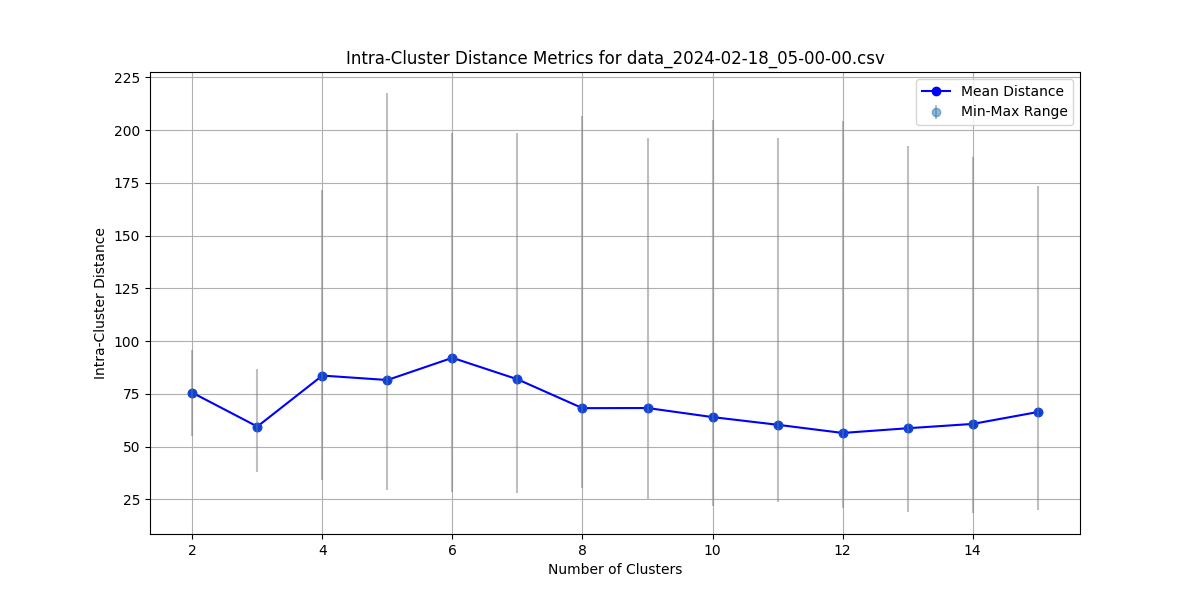 Intra-Cluster Distance Metrics for data_2024-02-18_05-00-00.csv
Mean Distance
Min-Max Range
Intra-Cluster Distance
225
200
175
150
125
100
75
50
25
2 4 6 8 10 12 14
Number of Clusters